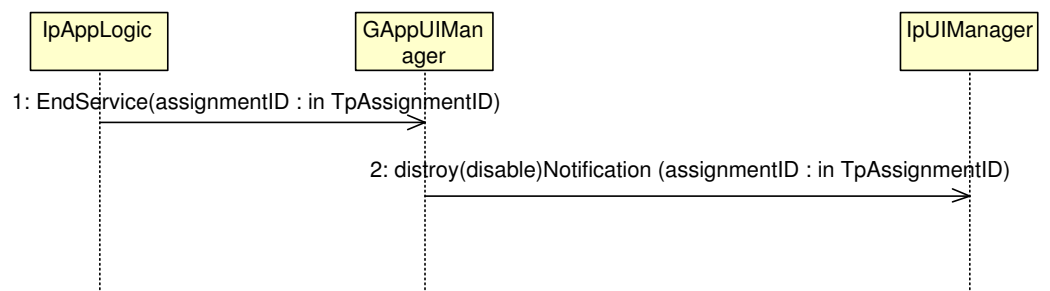 IpAppLogic
GAppUIMan
ager
IpUIManager
1: EndService(assignmentID : in TpAssignmentID)
2: distroy(disable)Notification (assignmentID : in TpAssignmentID)